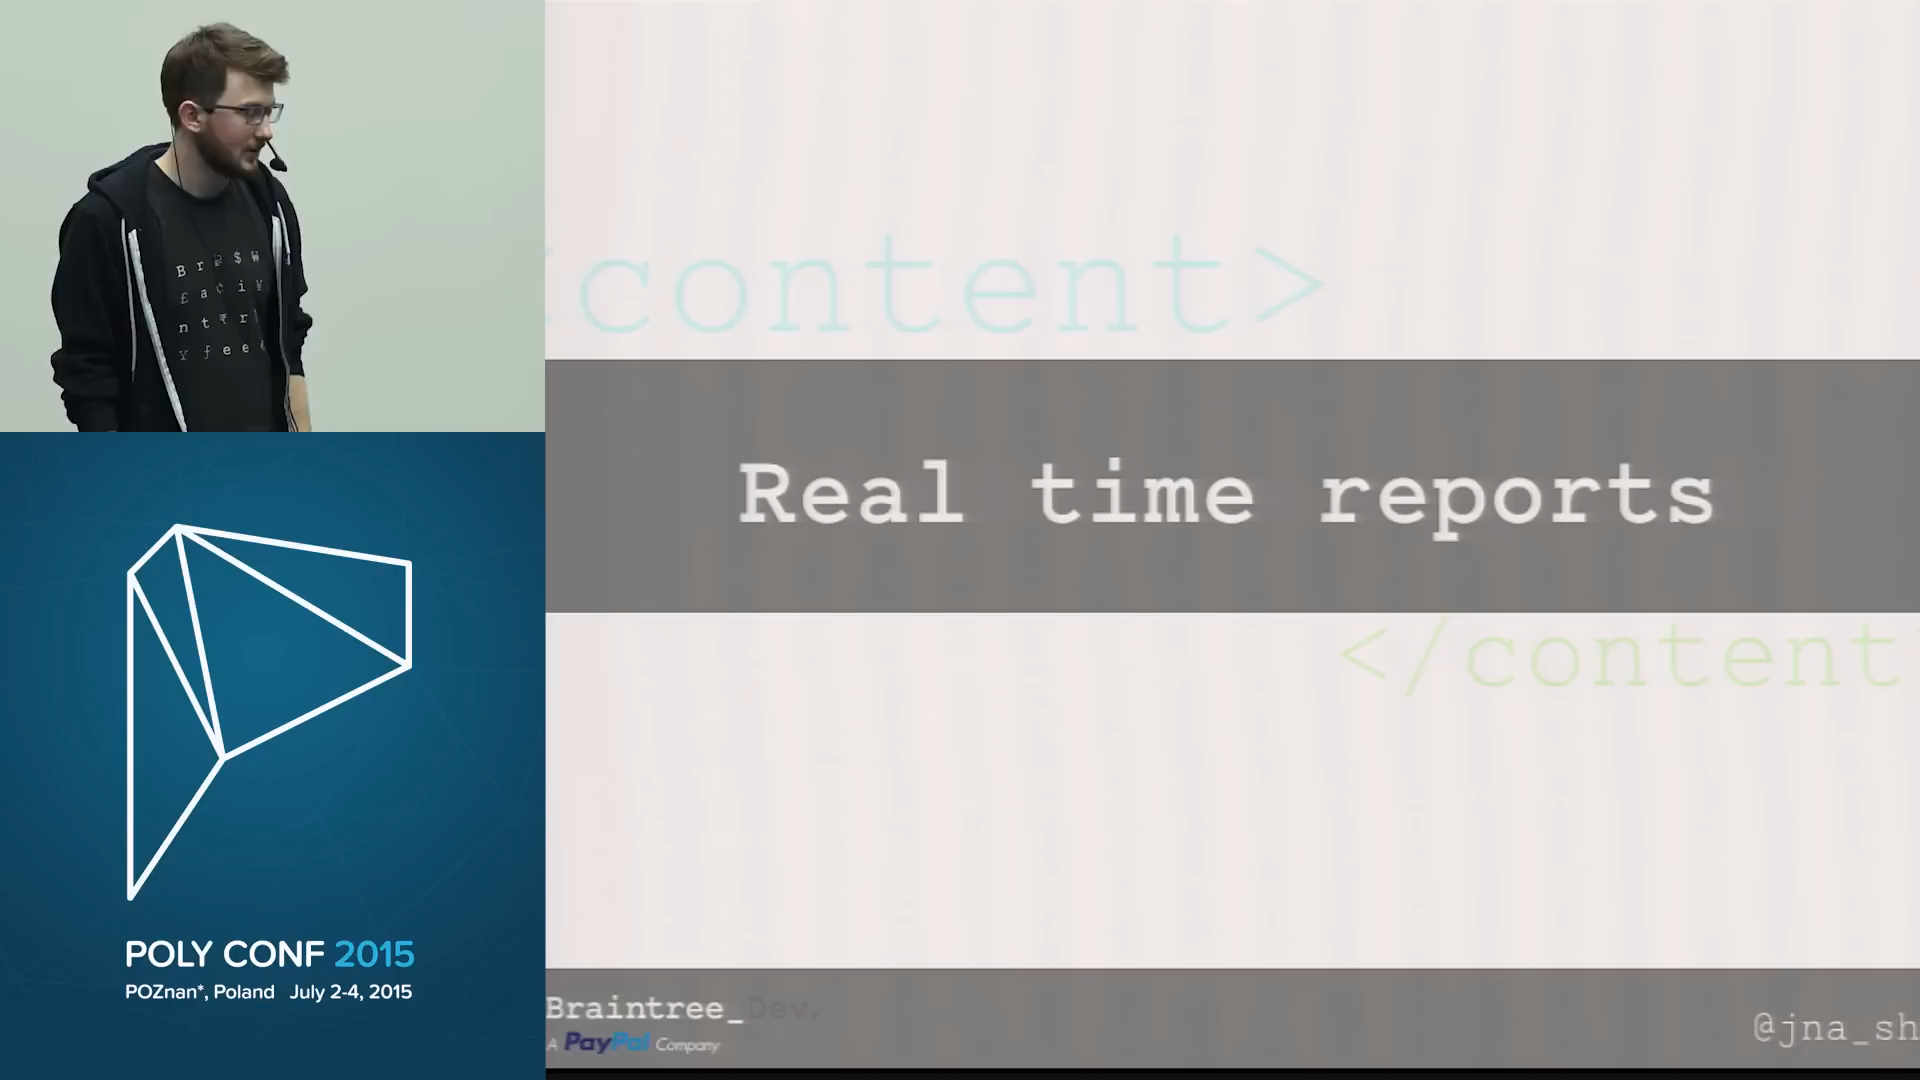 <content>
Real time reports
</content
Braintree_Dev.
A PayPal Company
@jna_sh
B r $ ₩
£ a ¢ i ¥
n t ₹ r
¥ ƒ e e
POLY CONF 2015
POZnan*, Poland July 2-4, 2015